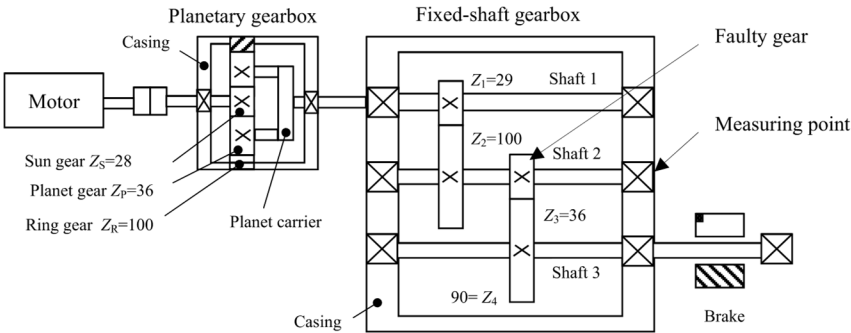 Planetary gearbox
Fixed-shaft gearbox
Casing
Faulty gear
Motor
Z1=29
Shaft 1
Measuring point
Z2=100
Shaft 2
Sun gear ZS=28
Planet gear ZP=36
Ring gear ZR=100
Planet carrier
Z3=36
Shaft 3
90= Z4
Casing
Brake